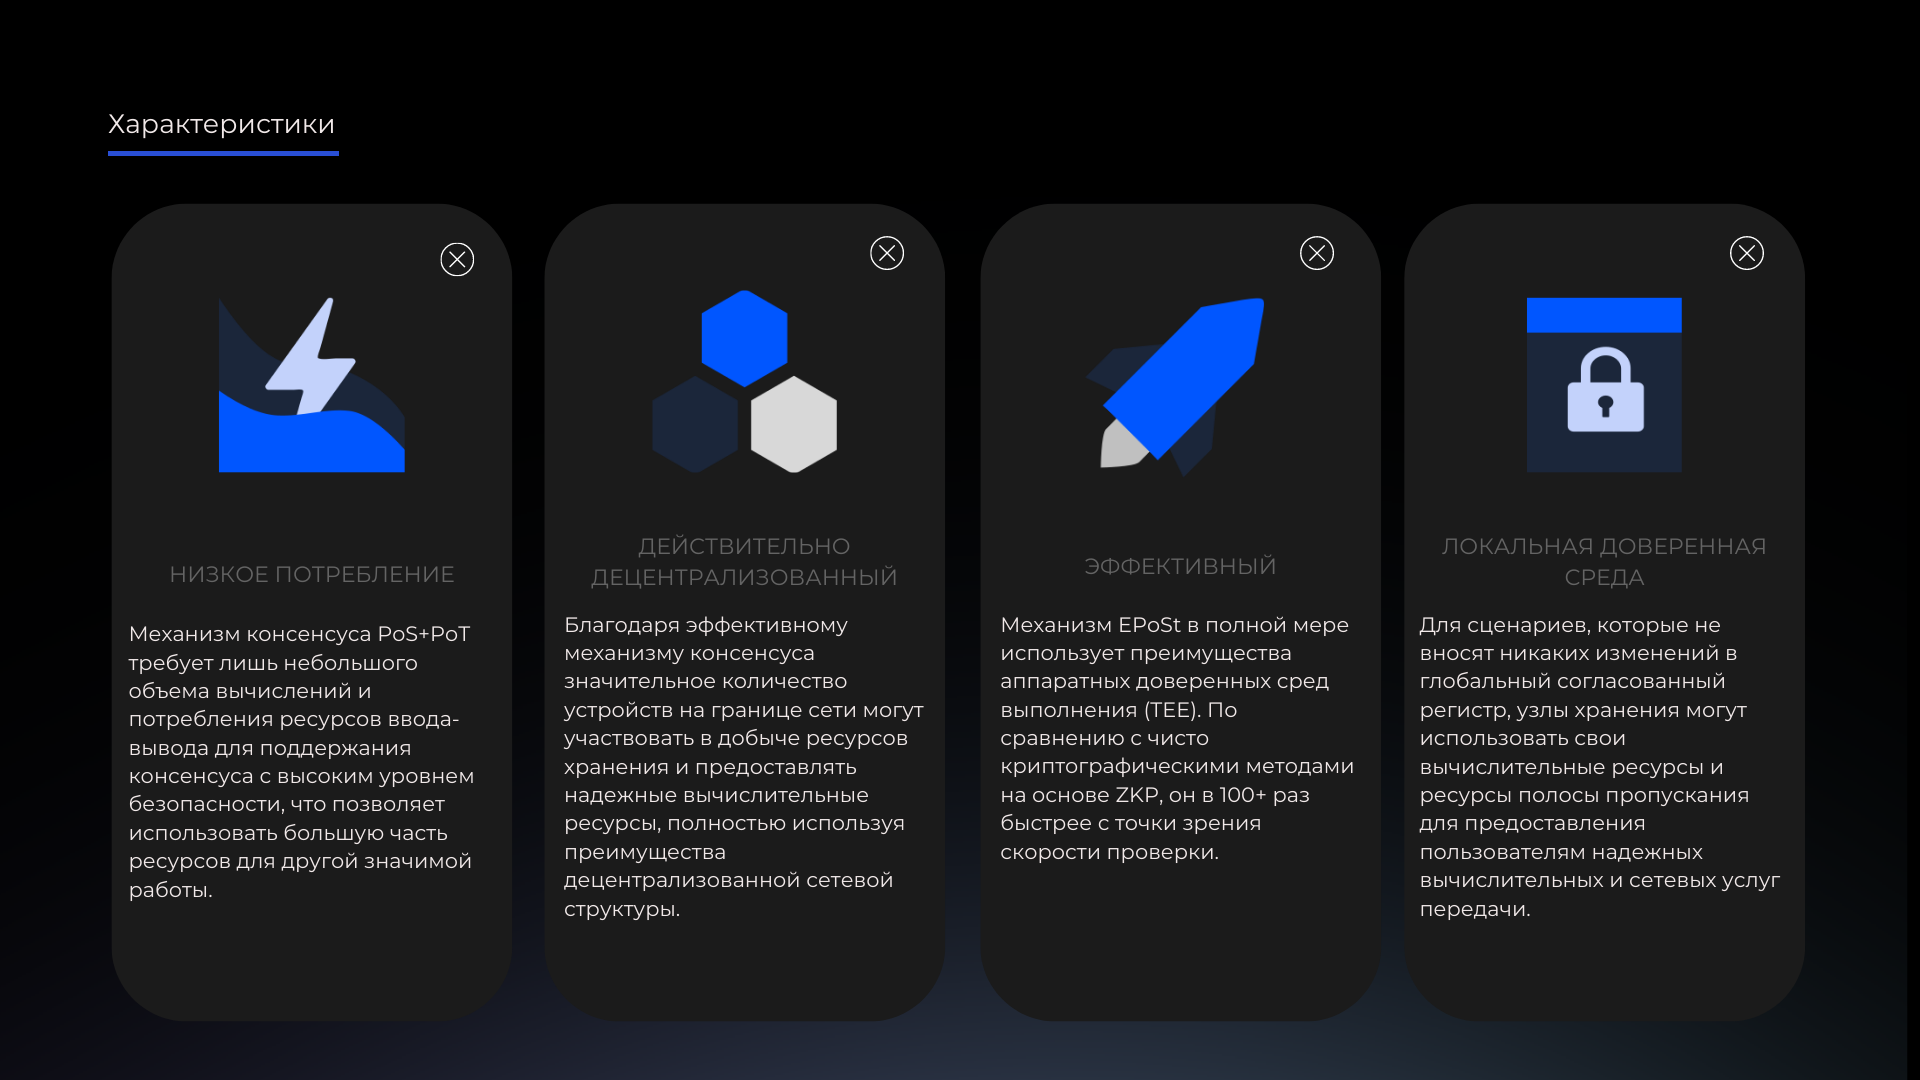 Характеристики
НИЗКОЕ ПОТРЕБЛЕНИЕ
Механизм консенсуса PoS+PoT
требует лишь небольшого
объема вычислений и
потребления ресурсов ввода-
вывода для поддержания
консенсуса с высоким уровнем
безопасности, что позволяет
использовать большую часть
ресурсов для другой значимой
работы.
ДЕЙСТВИТЕЛЬНО
ДЕЦЕНТРАЛИЗОВАННЫЙ
Благодаря эффективному
механизму консенсуса
значительное количество
устройств на границе сети могут
участвовать в добыче ресурсов
хранения и предоставлять
надежные вычислительные
ресурсы, полностью используя
преимущества
децентрализованной сетевой
структуры.
ЭФФЕКТИВНЫЙ
Механизм EPoSt в полной мере
использует преимущества
аппаратных доверенных сред
выполнения (TEE). По
сравнению с чисто
криптографическими методами
на основе ZKP, он в 100+ раз
быстрее с точки зрения
скорости проверки.
ЛОКАЛЬНАЯ ДОВЕРЕННАЯ
СРЕДА
Для сценариев, которые не
вносят никаких изменений в
глобальный согласованный
регистр, узлы хранения могут
использовать свои
вычислительные ресурсы и
ресурсы полосы пропускания
для предоставления
пользователям надежных
вычислительных и сетевых услуг
передачи.